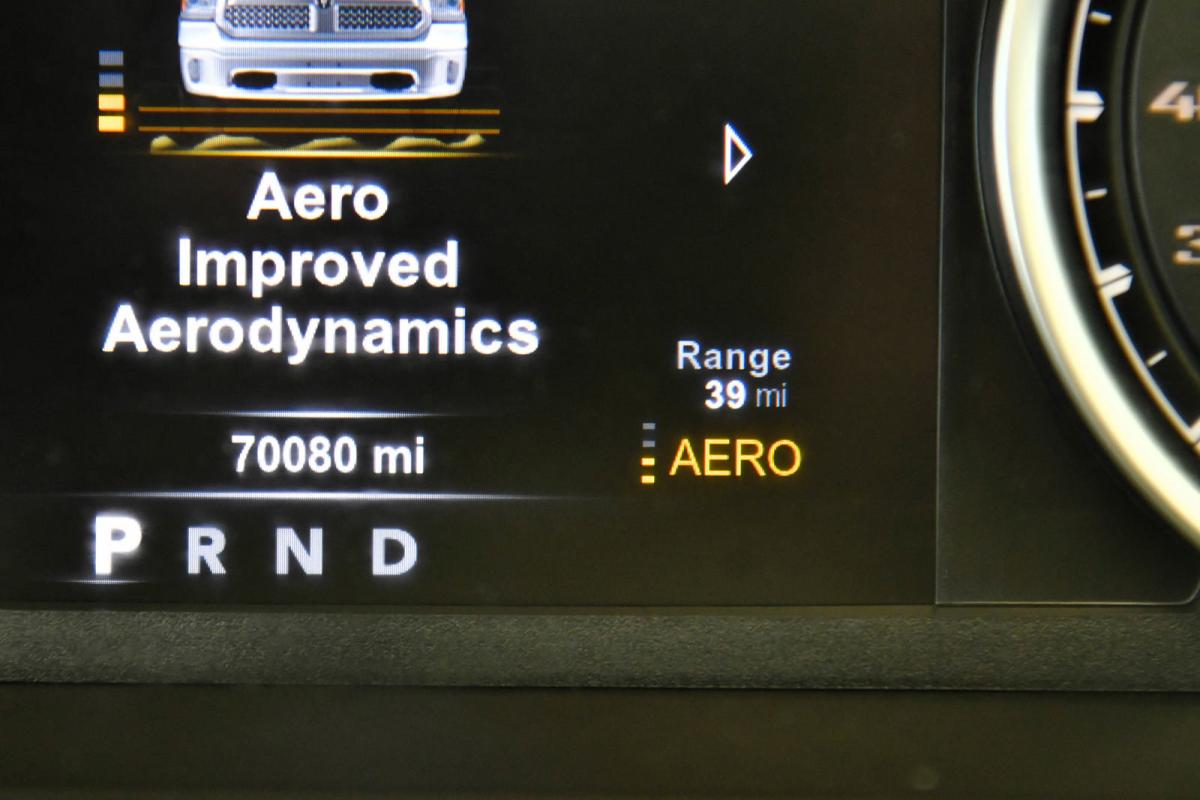 Aero
Improved
Aerodynamics
Range
39 mi
70080 mi
AERO
P R N D